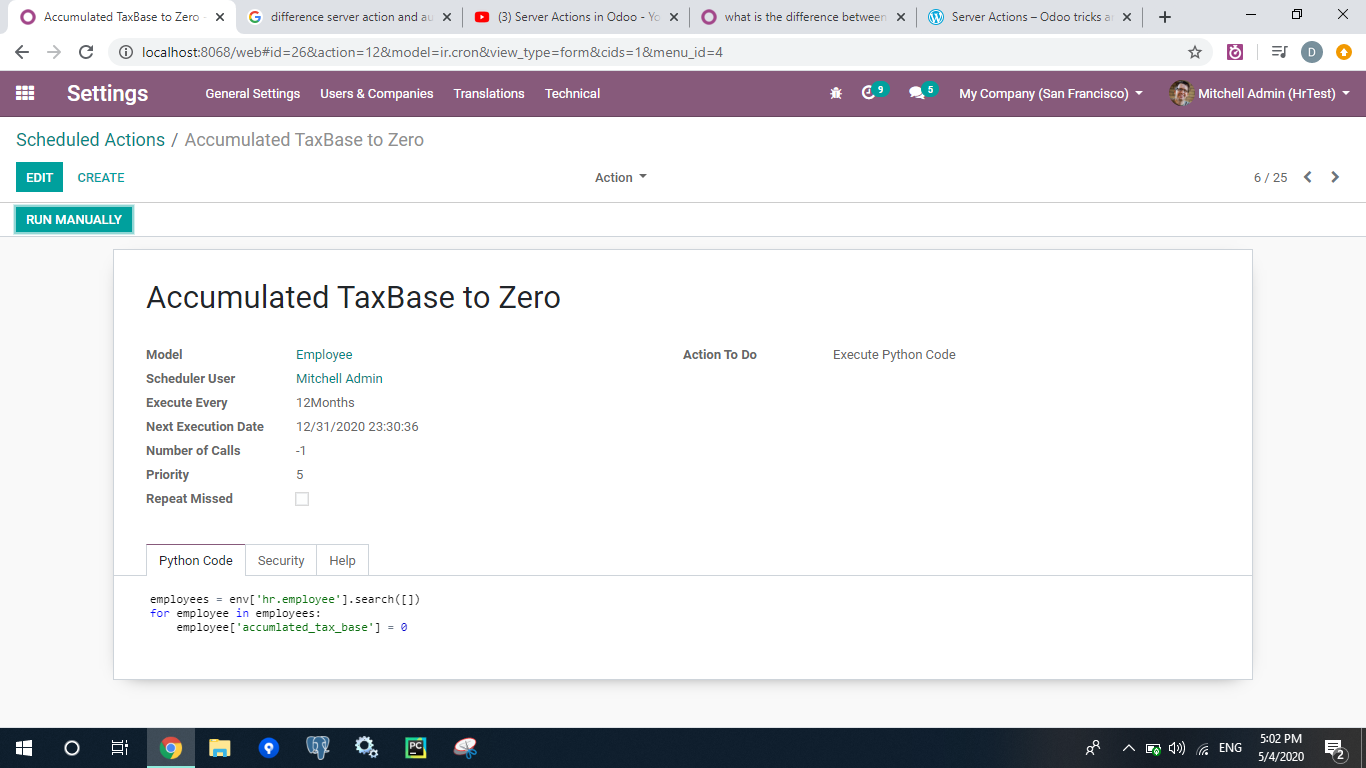 Accumulated TaxBase to Zero -
difference server action and au
(3) Server Actions in Odoo - Yo
what is the difference between
Server Actions – Odoo tricks a
localhost:8068/web#id=26&action=12&model=ir.cron&view_type=form&cids=1&menu_id=4
D
Settings
General Settings
Users & Companies
Translations
Technical
9
5
My Company (San Francisco)
Mitchell Admin (HrTest)
Scheduled Actions / Accumulated TaxBase to Zero
EDIT
CREATE
Action
6 / 25
RUN MANUALLY
Accumulated TaxBase to Zero
Model Employee
Action To Do Execute Python Code
Scheduler User Mitchell Admin
Execute Every 12Months
Next Execution Date 12/31/2020 23:30:36
Number of Calls -1
Priority 5
Repeat Missed
Python Code
Security
Help
employees = env['hr.employee'].search([])
for employee in employees:
employee['accumlated_tax_base'] = 0
PC
ENG
5:02 PM
5/4/2020
2